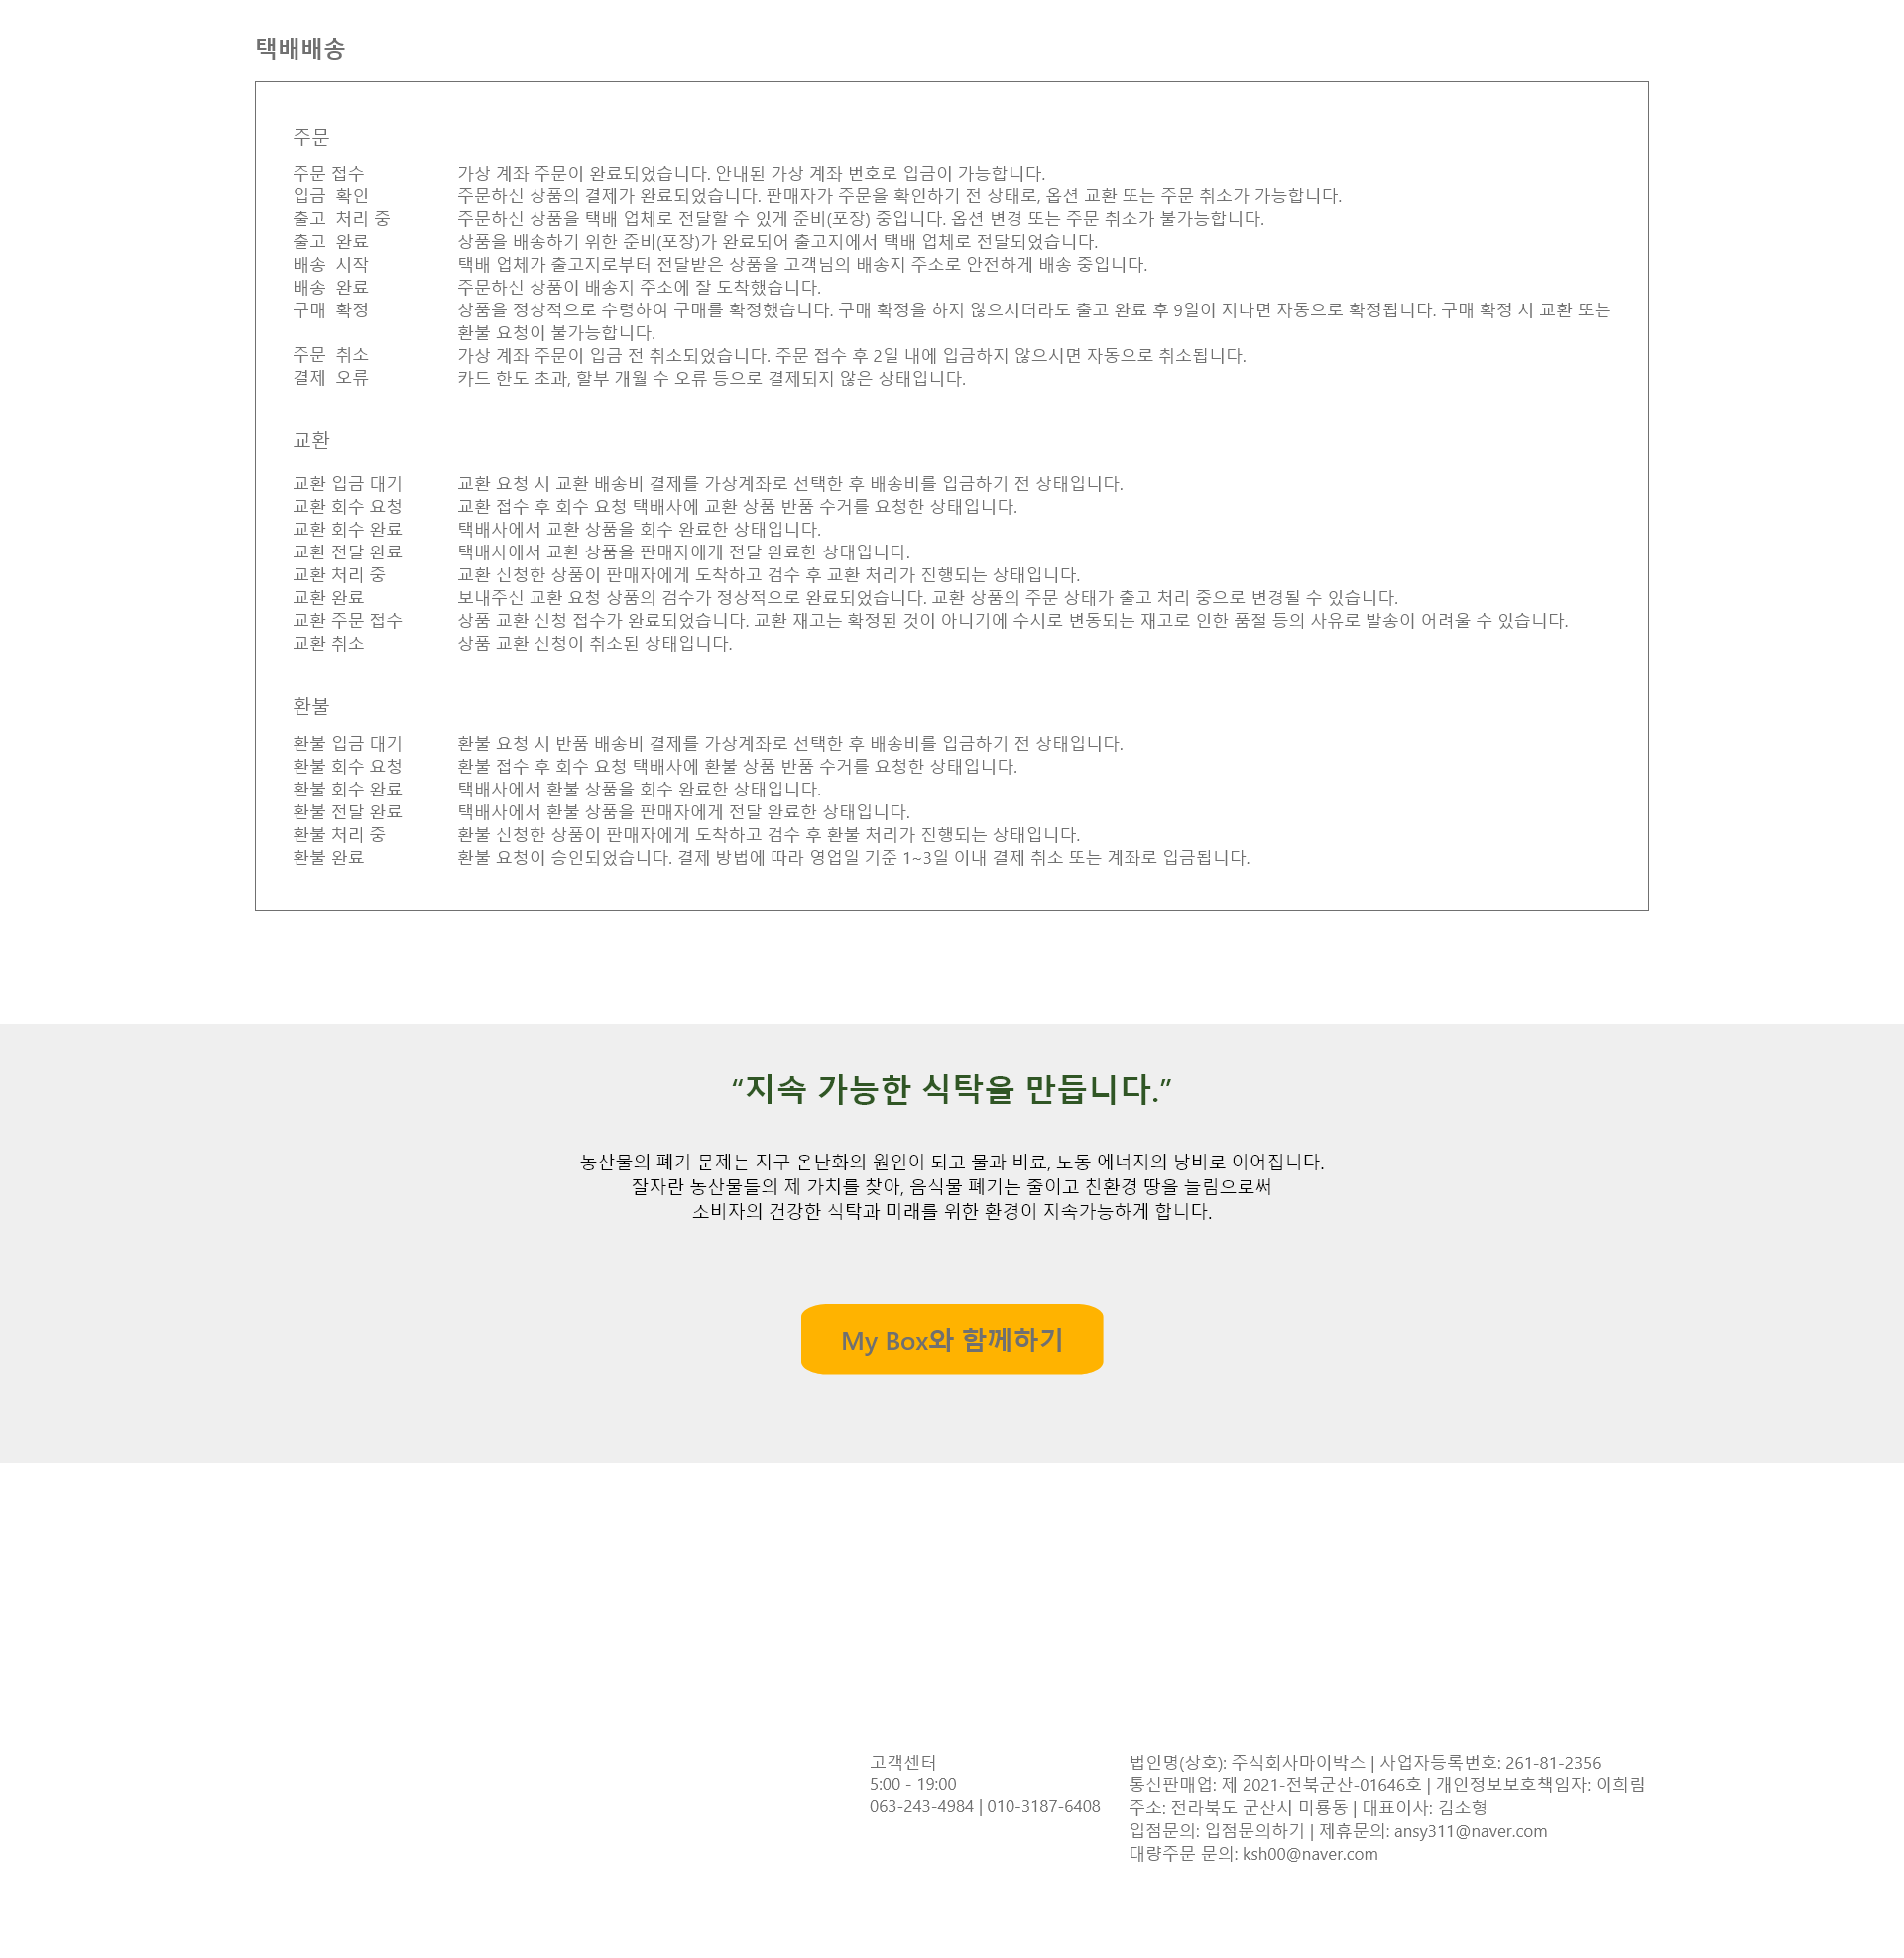 택배배송
주문
주문 접수 가상 계좌 주문이 완료되었습니다. 안내된 가상 계좌 번호로 입금이 가능합니다.
입금 확인 주문하신 상품의 결제가 완료되었습니다. 판매자가 주문을 확인하기 전 상태로, 옵션 교환 또는 주문 취소가 가능합니다.
출고 처리 중 주문하신 상품을 택배 업체로 전달할 수 있게 준비(포장) 중입니다. 옵션 변경 또는 주문 취소가 불가능합니다.
출고 완료 상품을 배송하기 위한 준비(포장)가 완료되어 출고지에서 택배 업체로 전달되었습니다.
배송 시작 택배 업체가 출고지로부터 전달받은 상품을 고객님의 배송지 주소로 안전하게 배송 중입니다.
배송 완료 주문하신 상품이 배송지 주소에 잘 도착했습니다.
구매 확정 상품을 정상적으로 수령하여 구매를 확정했습니다. 구매 확정을 하지 않으시더라도 출고 완료 후 9일이 지나면 자동으로 확정됩니다. 구매 확정 시 교환 또는
환불 요청이 불가능합니다.
주문 취소 가상 계좌 주문이 입금 전 취소되었습니다. 주문 접수 후 2일 내에 입금하지 않으시면 자동으로 취소됩니다.
결제 오류 카드 한도 초과, 할부 개월 수 오류 등으로 결제되지 않은 상태입니다.
교환
교환 입금 대기 교환 요청 시 교환 배송비 결제를 가상계좌로 선택한 후 배송비를 입금하기 전 상태입니다.
교환 회수 요청 교환 접수 후 회수 요청 택배사에 교환 상품 반품 수거를 요청한 상태입니다.
교환 회수 완료 택배사에서 교환 상품을 회수 완료한 상태입니다.
교환 전달 완료 택배사에서 교환 상품을 판매자에게 전달 완료한 상태입니다.
교환 처리 중 교환 신청한 상품이 판매자에게 도착하고 검수 후 교환 처리가 진행되는 상태입니다.
교환 완료 보내주신 교환 요청 상품의 검수가 정상적으로 완료되었습니다. 교환 상품의 주문 상태가 출고 처리 중으로 변경될 수 있습니다.
교환 주문 접수 상품 교환 신청 접수가 완료되었습니다. 교환 재고는 확정된 것이 아니기에 수시로 변동되는 재고로 인한 품절 등의 사유로 발송이 어려울 수 있습니다.
교환 취소 상품 교환 신청이 취소된 상태입니다.
환불
환불 입금 대기 환불 요청 시 반품 배송비 결제를 가상계좌로 선택한 후 배송비를 입금하기 전 상태입니다.
환불 회수 요청 환불 접수 후 회수 요청 택배사에 환불 상품 반품 수거를 요청한 상태입니다.
환불 회수 완료 택배사에서 환불 상품을 회수 완료한 상태입니다.
환불 전달 완료 택배사에서 환불 상품을 판매자에게 전달 완료한 상태입니다.
환불 처리 중 환불 신청한 상품이 판매자에게 도착하고 검수 후 환불 처리가 진행되는 상태입니다.
환불 완료 환불 요청이 승인되었습니다. 결제 방법에 따라 영업일 기준 1~3일 이내 결제 취소 또는 계좌로 입금됩니다.
“지속 가능한 식탁을 만듭니다.”
농산물의 폐기 문제는 지구 온난화의 원인이 되고 물과 비료, 노동 에너지의 낭비로 이어집니다.
잘자란 농산물들의 제 가치를 찾아, 음식물 폐기는 줄이고 친환경 땅을 늘림으로써
소비자의 건강한 식탁과 미래를 위한 환경이 지속가능하게 합니다.
My Box와 함께하기
고객센터
5:00 - 19:00
063-243-4984 | 010-3187-6408
법인명(상호): 주식회사마이박스 | 사업자등록번호: 261-81-2356
통신판매업: 제 2021-전북군산-01646호 | 개인정보보호책임자: 이희림
주소: 전라북도 군산시 미룡동 | 대표이사: 김소형
입점문의: 입점문의하기 | 제휴문의: ansy311@naver.com
대량주문 문의: ksh00@naver.com